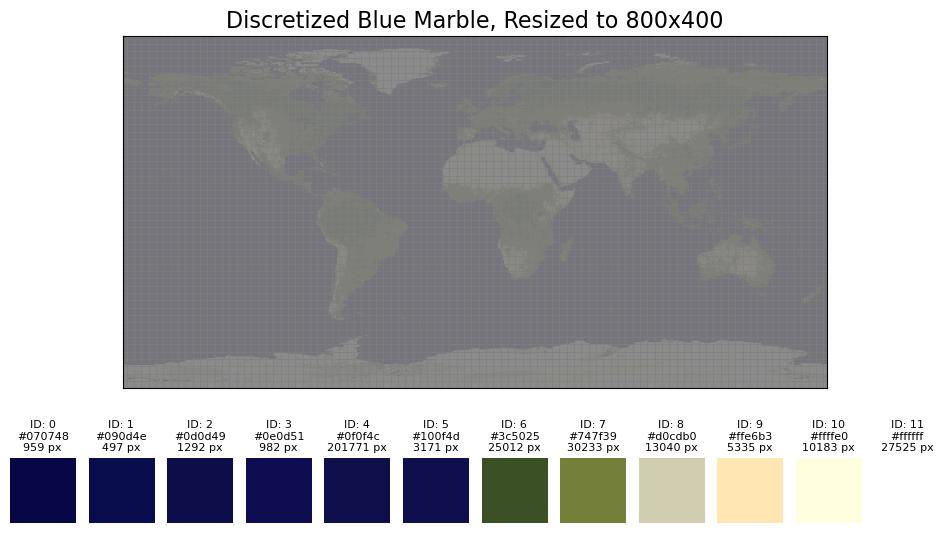 Discretized Blue Marble, Resized to 800x400
ID: 0 ID: 1 ID: 2 ID: 3 ID: 4 ID: 5 ID: 6 ID: 7 ID: 8 ID: 9 ID: 10 ID: 11
#070748 #090d4e #0d0d49 #0e0d51 #0f0f4c #100f4d #3c5025 #747f39 #d0cdb0 #ffe6b3 #ffffe0 #ffffff
959 px 497 px 1292 px 982 px 201771 px 3171 px 25012 px 30233 px 13040 px 5335 px 10183 px 27525 px